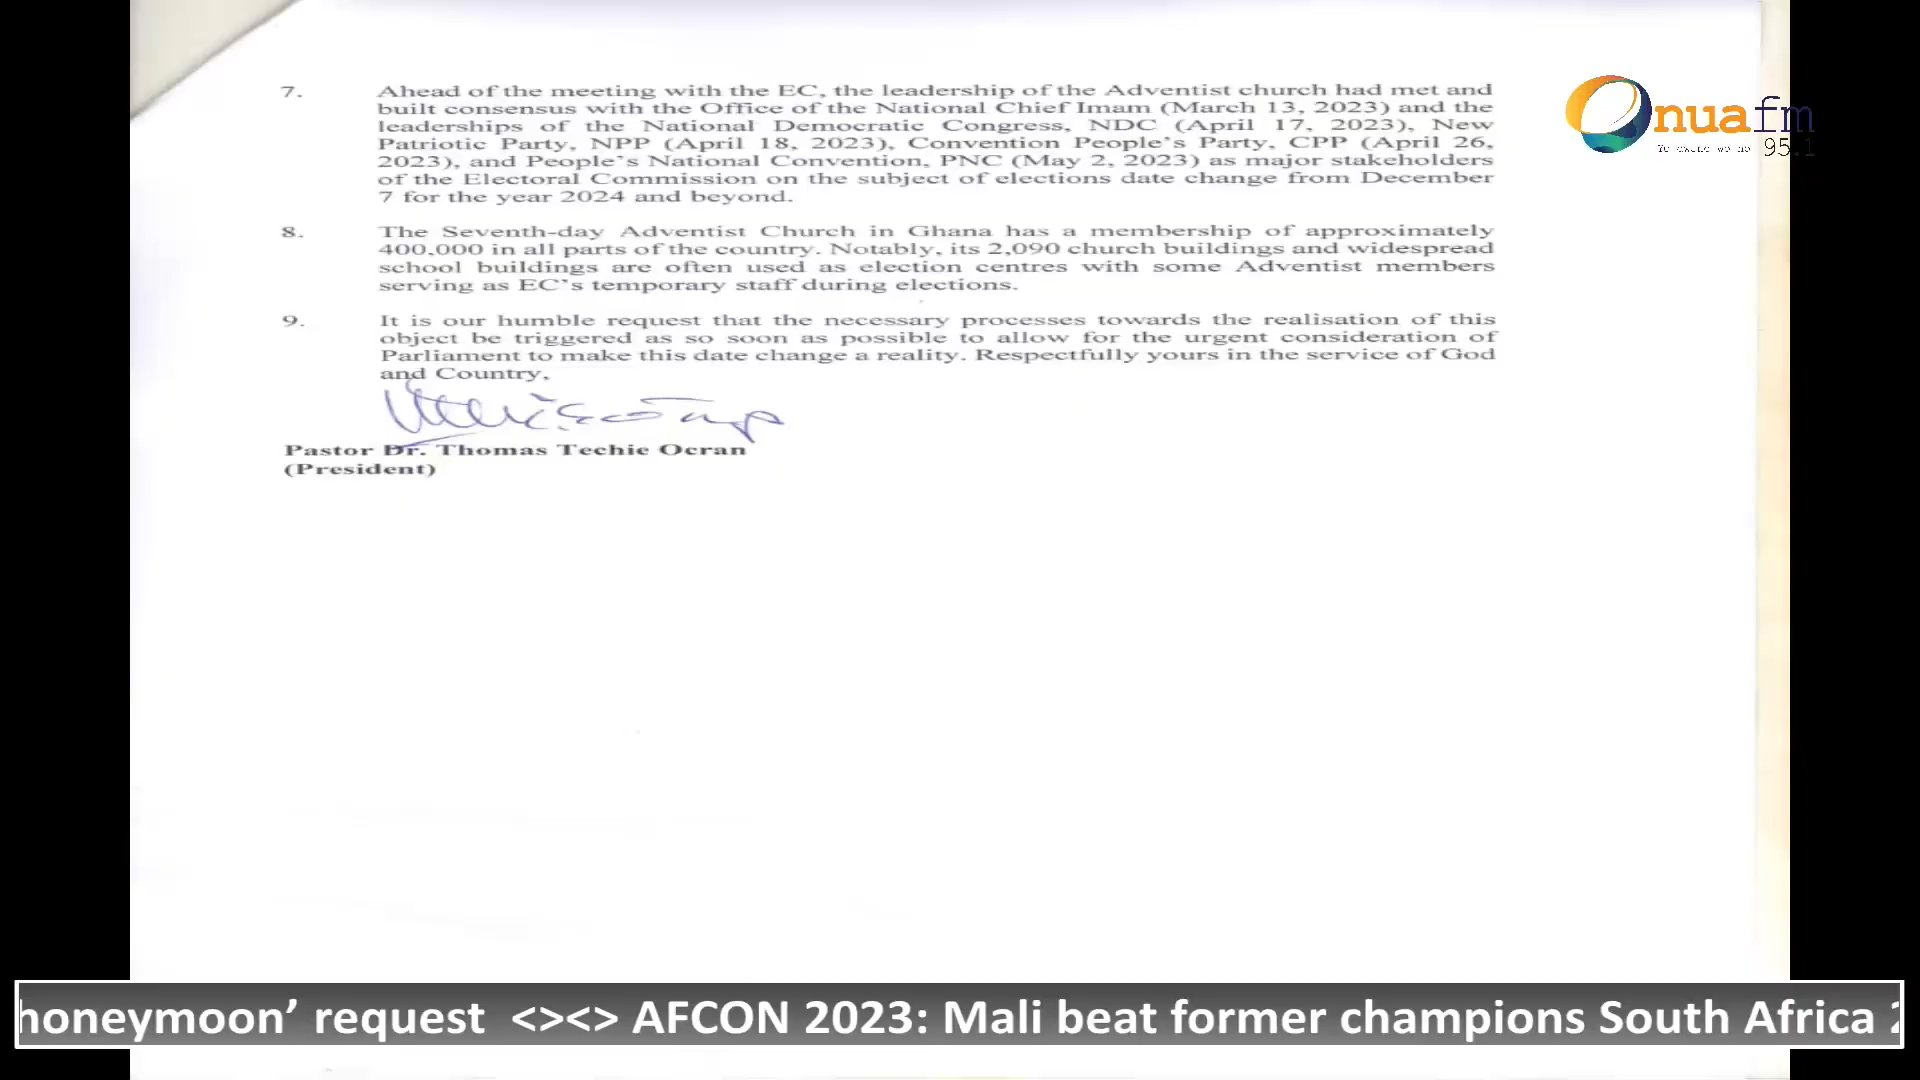 7. Ahead of the meeting with the EC, the leadership of the Adventist church had met and
built consensus with the Office of the National Chief Imam (March 13, 2023) and the
leaderships of the National Democratic Congress, NDC (April 17, 2023), New
Patriotic Party, NPP (April 18, 2023), Convention People's Party, CPP (April 26,
2023), and People's National Convention, PNC (May 2, 2023) as major stakeholders
of the Electoral Commission on the subject of elections date change from December
7 for the year 2024 and beyond.
8. The Seventh-day Adventist Church in Ghana has a membership of approximately
400,000 in all parts of the country. Notably, its 2,090 church buildings and widespread
school buildings are often used as election centres with some Adventist members
serving as EC's temporary staff during elections.
9. It is our humble request that the necessary processes towards the realisation of this
object be triggered as so soon as possible to allow for the urgent consideration of
Parliament to make this date change a reality. Respectfully yours in the service of God
and Country,
Pastor Dr. Thomas Techie Ocran
(President)
Onua fm
95.1
honeymoon’ request <><> AFCON 2023: Mali beat former champions South Africa 2